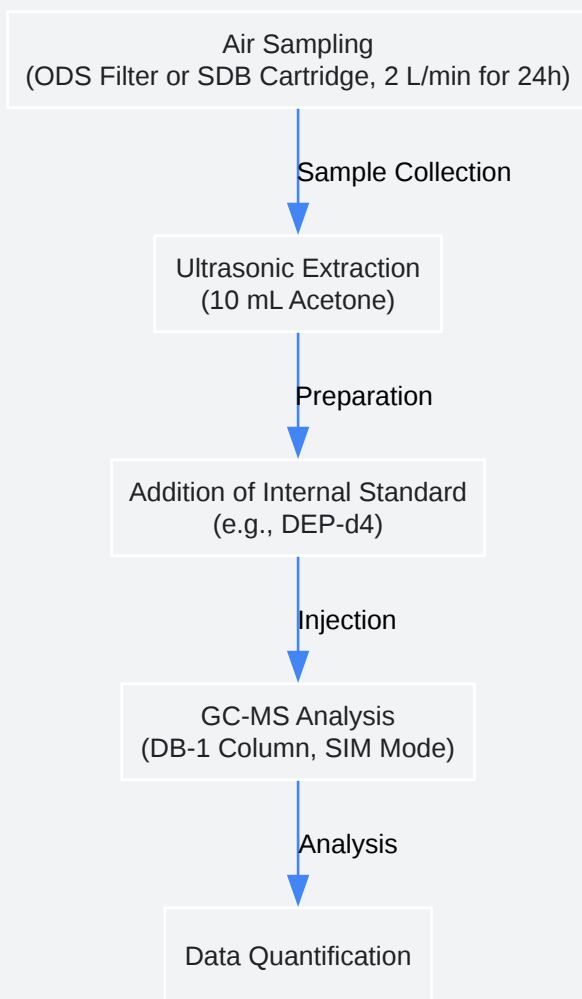 Air Sampling
(ODS Filter or SDB Cartridge, 2 L/min for 24h)
Sample Collection
Ultrasonic Extraction
(10 mL Acetone)
Preparation
Addition of Internal Standard
(e.g., DEP-d4)
Injection
GC-MS Analysis
(DB-1 Column, SIM Mode)
Analysis
Data Quantification